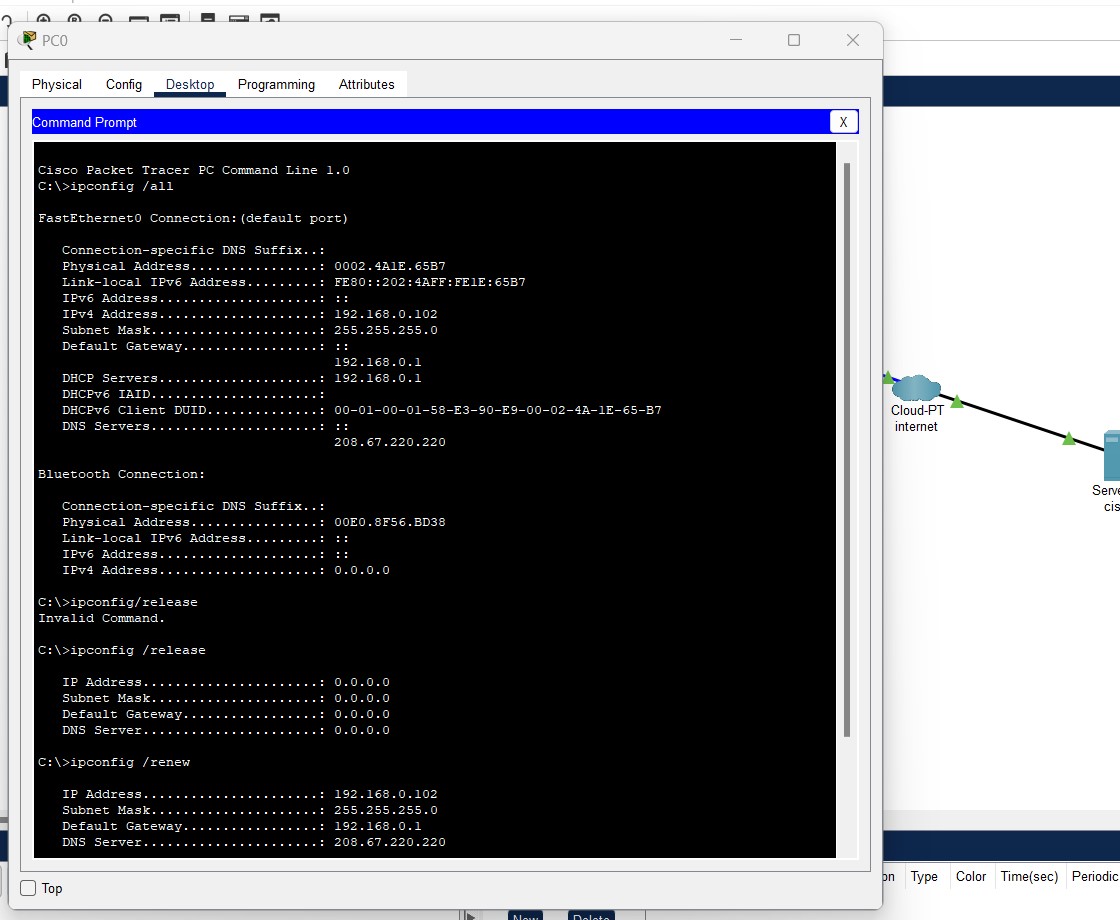 PC0
Physical Config Desktop Programming Attributes
Command Prompt
X
Cisco Packet Tracer PC Command Line 1.0
C:\>ipconfig /all
FastEthernet0 Connection:(default port)
Connection-specific DNS Suffix..:
Physical Address................: 0002.4A1E.65B7
Link-local IPv6 Address.........: FE80::202:4AFF:FE1E:65B7
IPv6 Address....................: ::
IPv4 Address....................: 192.168.0.102
Subnet Mask.....................: 255.255.255.0
Default Gateway.................: ::
192.168.0.1
DHCP Servers....................: 192.168.0.1
DHCPv6 IAID.....................:
DHCPv6 Client DUID..............: 00-01-00-01-58-E3-90-E9-00-02-4A-1E-65-B7
DNS Servers.....................: ::
208.67.220.220
Bluetooth Connection:
Connection-specific DNS Suffix..:
Physical Address................: 00E0.8F56.BD38
Link-local IPv6 Address.........: ::
IPv6 Address....................: ::
IPv4 Address....................: 0.0.0.0
C:\>ipconfig/release
Invalid Command.
C:\>ipconfig /release
IP Address......................: 0.0.0.0
Subnet Mask.....................: 0.0.0.0
Default Gateway.................: 0.0.0.0
DNS Server......................: 0.0.0.0
C:\>ipconfig /renew
IP Address......................: 192.168.0.102
Subnet Mask.....................: 255.255.255.0
Default Gateway.................: 192.168.0.1
DNS Server......................: 208.67.220.220
Top
Cloud-PT
internet
Serve
cis
on Type Color Time(sec) Periodic
New Delete